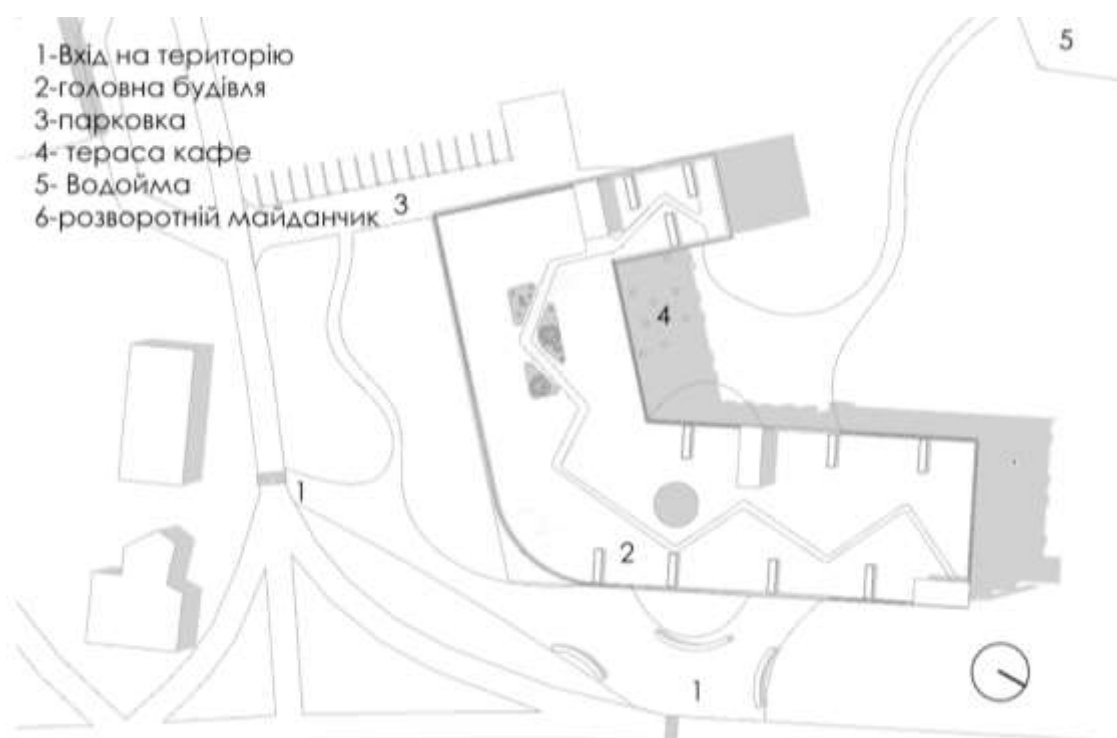 1-Вхід на територію
2-головна будівля
3-парковка
4- тераса кафе
5- Водойма
6-розворотній майданчик
5
3
4
1
2
1